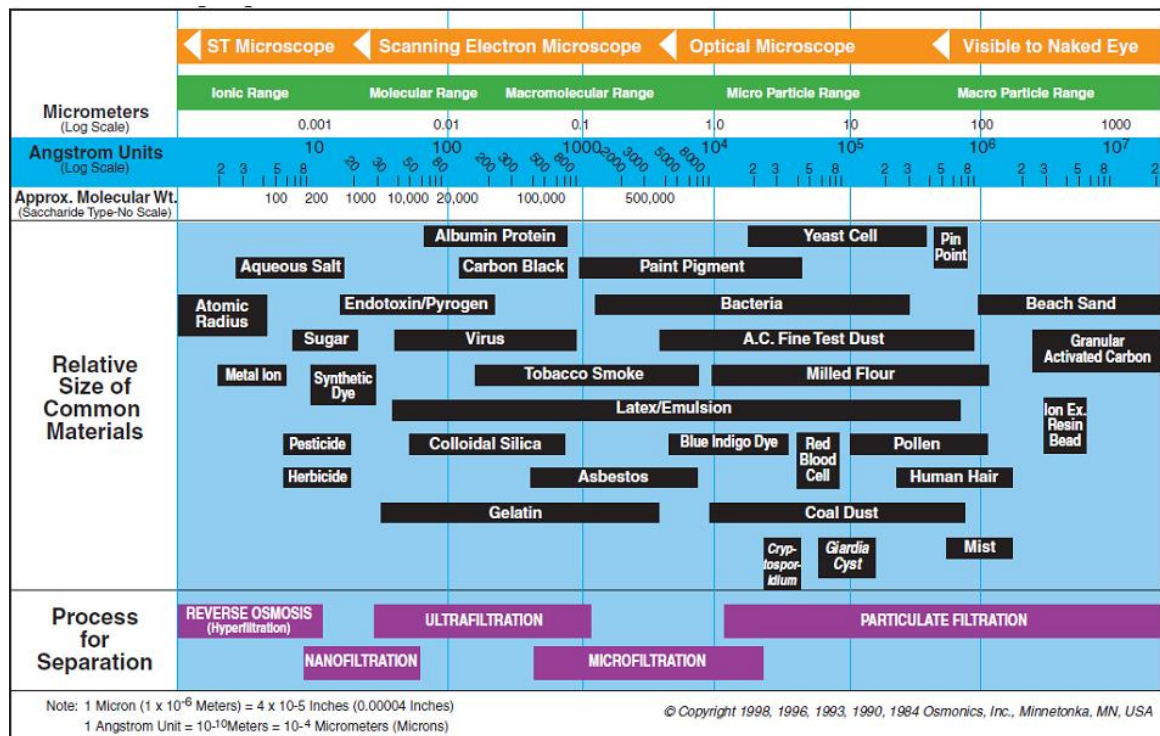 ST Microscope Scanning Electron Microscope Optical Microscope Visible to Naked Eye
Ionic Range Molecular Range Macromolecular Range Micro Particle Range Macro Particle Range
Micrometers
(Log Scale)
0.001 0.01 0.1 1.0 10 100 1000
Angstrom Units
(Log Scale)
10 100 1000 10⁴ 10⁵ 10⁶ 10⁷
2 3 5 8 20 30 50 80 200 300 500 800 2000 3000 5000 8000 2 3 5 8 2 3 5 8 2 3 5 8 2
Approx. Molecular Wt.
(Saccharide Type-No Scale)
100 200 1000 10,000 20,000 100,000 500,000
Relative
Size of
Common
Materials
Albumin Protein
Yeast Cell
Pin
Point
Aqueous Salt
Carbon Black
Paint Pigment
Atomic
Radius
Endotoxin/Pyrogen
Bacteria
Beach Sand
Sugar
Virus
A.C. Fine Test Dust
Granular
Activated Carbon
Metal Ion
Synthetic
Dye
Tobacco Smoke
Milled Flour
Latex/Emulsion
Ion Ex.
Resin
Bead
Pesticide
Colloidal Silica
Blue Indigo Dye
Red
Blood
Cell
Pollen
Herbicide
Asbestos
Human Hair
Gelatin
Coal Dust
Cryp-
tospor-
idium
Giardia
Cyst
Mist
Process
for
Separation
REVERSE OSMOSIS
(Hyperfiltration)
ULTRAFILTRATION
PARTICULATE FILTRATION
NANOFILTRATION
MICROFILTRATION
Note: 1 Micron (1 x 10⁻⁶ Meters) = 4 x 10-5 Inches (0.00004 Inches)
1 Angstrom Unit = 10⁻¹⁰Meters = 10⁻⁴ Micrometers (Microns)
© Copyright 1998, 1996, 1993, 1990, 1984 Osmonics, Inc., Minnetonka, MN, USA